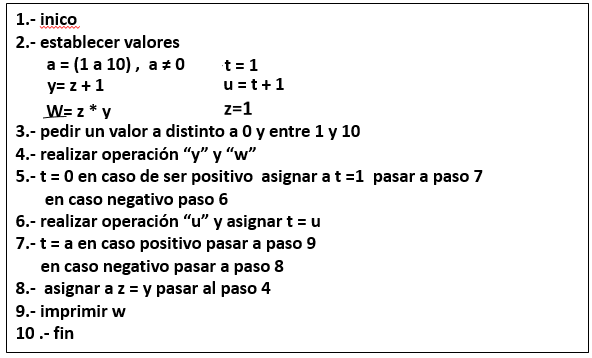 1.- inico
2.- establecer valores
a = (1 a 10) , a ≠ 0 t = 1
y= z + 1 u = t + 1
W= z * y z=1
3.- pedir un valor a distinto a 0 y entre 1 y 10
4.- realizar operación “y” y “w”
5.- t = 0 en caso de ser positivo asignar a t =1 pasar a paso 7
en caso negativo paso 6
6.- realizar operación “u” y asignar t = u
7.- t = a en caso positivo pasar a paso 9
en caso negativo pasar a paso 8
8.- asignar a z = y pasar al paso 4
9.- imprimir w
10 .- fin